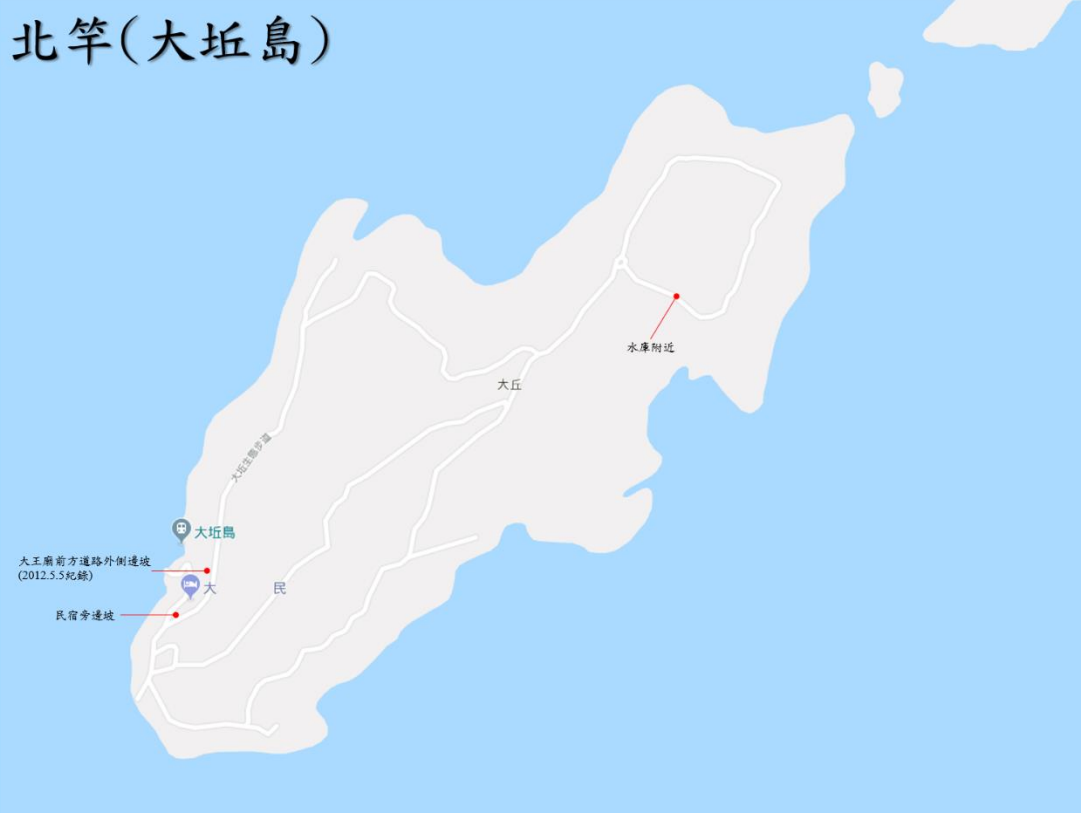 北竿(大坵島)
水庫附近
大丘
大坵生態步道
大坵島
大王廟前方道路外側邊坡
(2012.5.5紀錄)
大 民
民宿旁邊坡